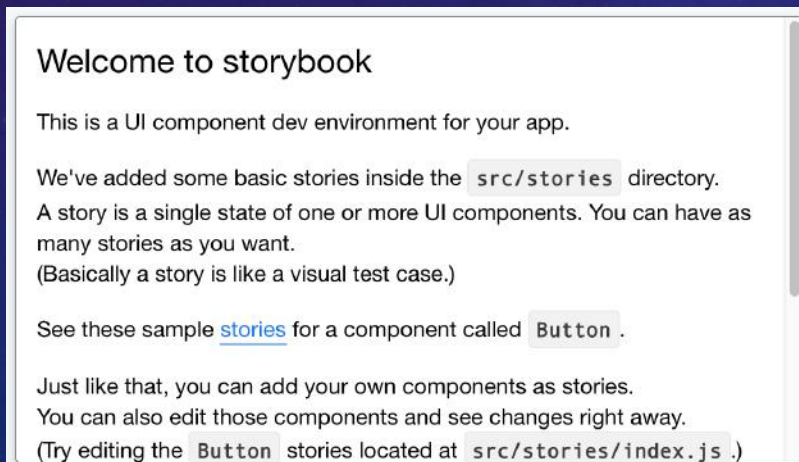 Welcome to storybook
This is a UI component dev environment for your app.
We've added some basic stories inside the src/stories directory.
A story is a single state of one or more UI components. You can have as
many stories as you want.
(Basically a story is like a visual test case.)
See these sample stories for a component called Button.
Just like that, you can add your own components as stories.
You can also edit those components and see changes right away.
(Try editing the Button stories located at src/stories/index.js.)